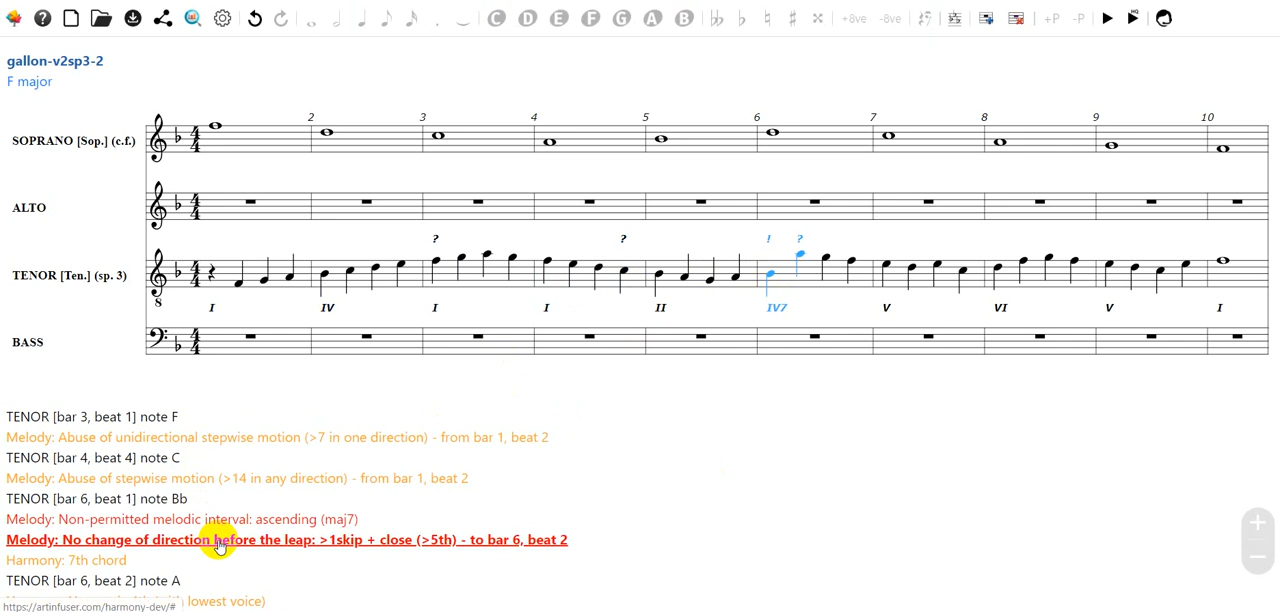 C D E F G A B +8ve -8ve +P -P HQ
gallon-v2sp3-2
F major
2 3 4 5 6 7 8 9 10
SOPRANO [Sop.] (c.f.)
ALTO
? ? ! ?
TENOR [Ten.] (sp. 3)
8
I IV I I II IV7 V VI V I
BASS
TENOR [bar 3, beat 1] note F
Melody: Abuse of unidirectional stepwise motion (>7 in one direction) - from bar 1, beat 2
TENOR [bar 4, beat 4] note C
Melody: Abuse of stepwise motion (>14 in any direction) - from bar 1, beat 2
TENOR [bar 6, beat 1] note Bb
Melody: Non-permitted melodic interval: ascending (maj7)
Melody: No change of direction before the leap: >1skip + close (>5th) - to bar 6, beat 2
Harmony: 7th chord
TENOR [bar 6, beat 2] note A
https://artinfuser.com/harmony-dev/# lowest voice)